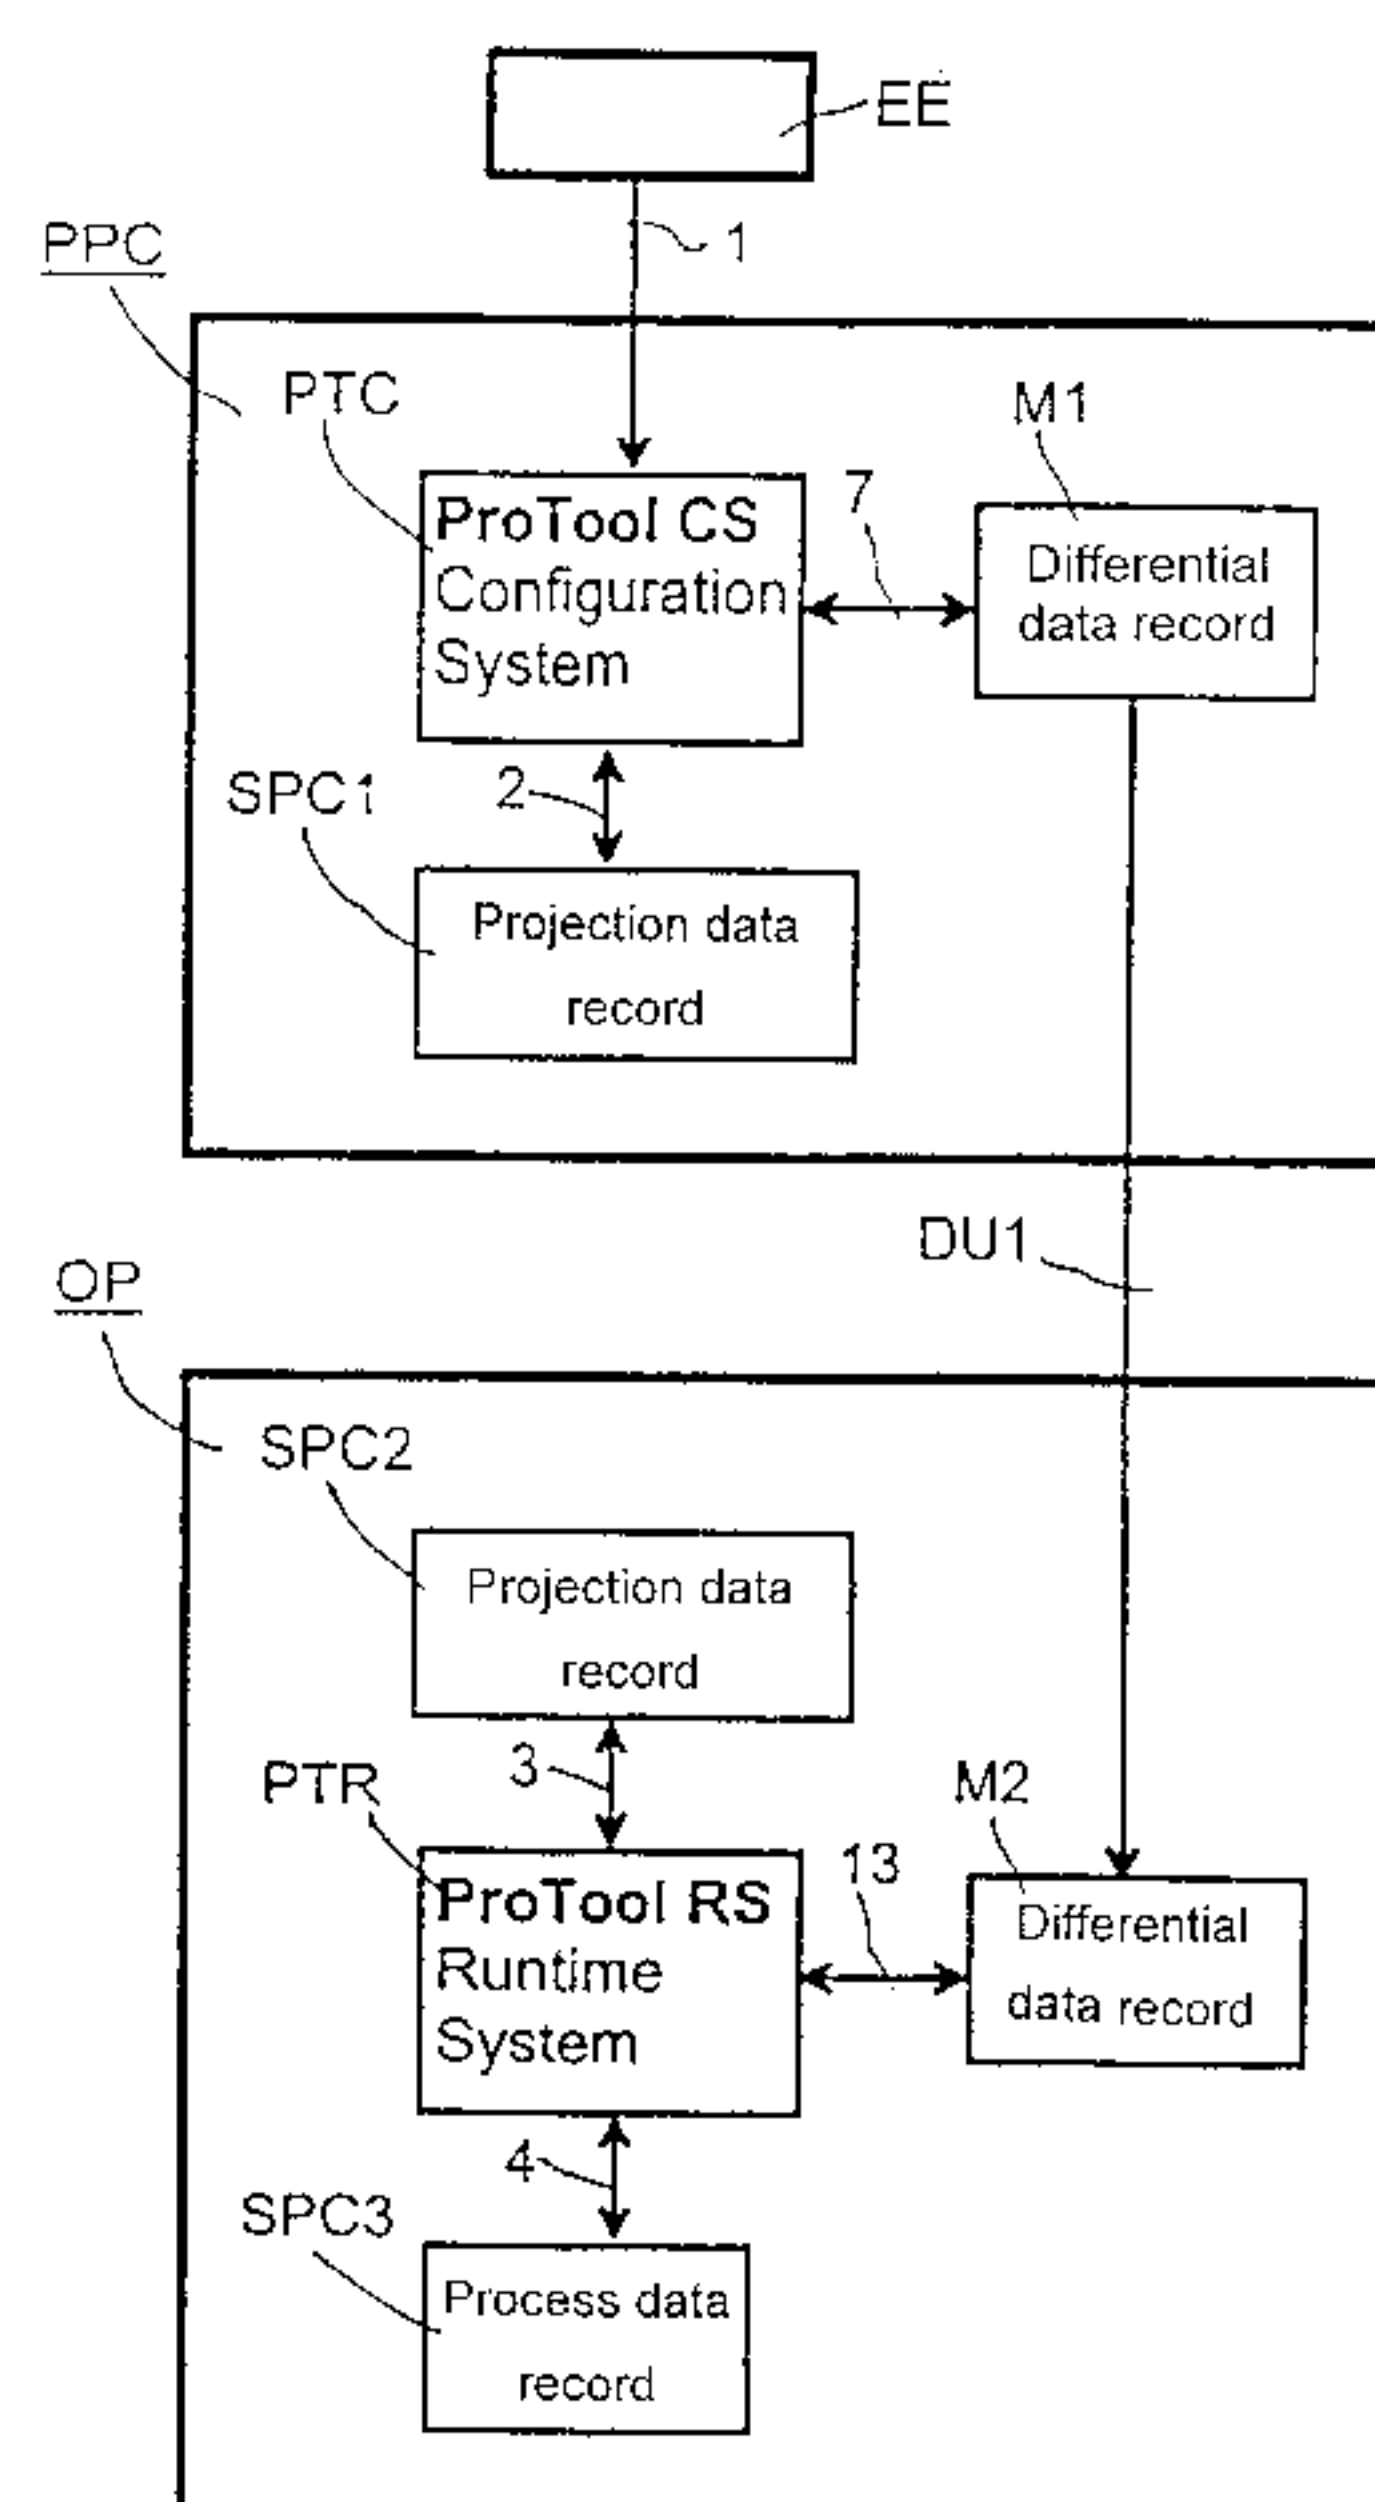 EE
1
PPC
PTC
M1
7
ProTool CS
Configuration
System
Differential
data record
2
SPC1
Projection data
record
DU1
OP
SPC2
Projection data
record
3
PTR
M2
13
ProTool RS
Runtime
System
Differential
data record
4
SPC3
Process data
record